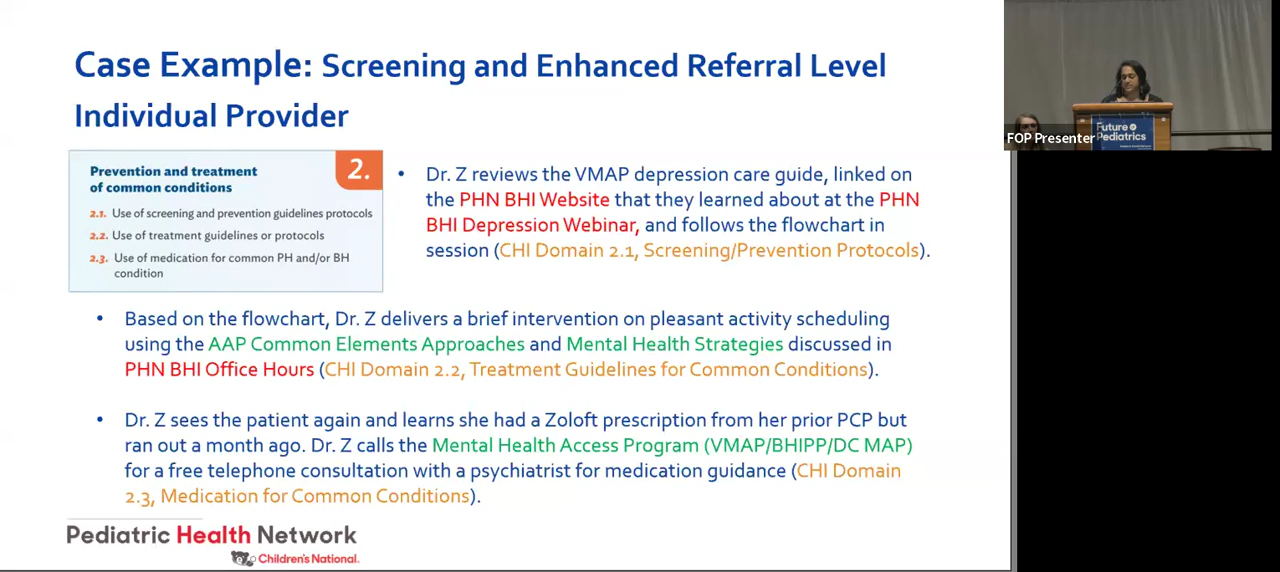 Case Example: Screening and Enhanced Referral Level
Individual Provider
Prevention and treatment
of common conditions
2.
2.1. Use of screening and prevention guidelines protocols
2.2. Use of treatment guidelines or protocols
2.3. Use of medication for common PH and/or BH
condition
• Dr. Z reviews the VMAP depression care guide, linked on
the PHN BHI Website that they learned about at the PHN
BHI Depression Webinar, and follows the flowchart in
session (CHI Domain 2.1, Screening/Prevention Protocols).
• Based on the flowchart, Dr. Z delivers a brief intervention on pleasant activity scheduling
using the AAP Common Elements Approaches and Mental Health Strategies discussed in
PHN BHI Office Hours (CHI Domain 2.2, Treatment Guidelines for Common Conditions).
• Dr. Z sees the patient again and learns she had a Zoloft prescription from her prior PCP but
ran out a month ago. Dr. Z calls the Mental Health Access Program (VMAP/BHIPP/DC MAP)
for a free telephone consultation with a psychiatrist for medication guidance (CHI Domain
2.3, Medication for Common Conditions).
Pediatric Health Network
Children's National.
FOP Presenter
Future
Pediatrics